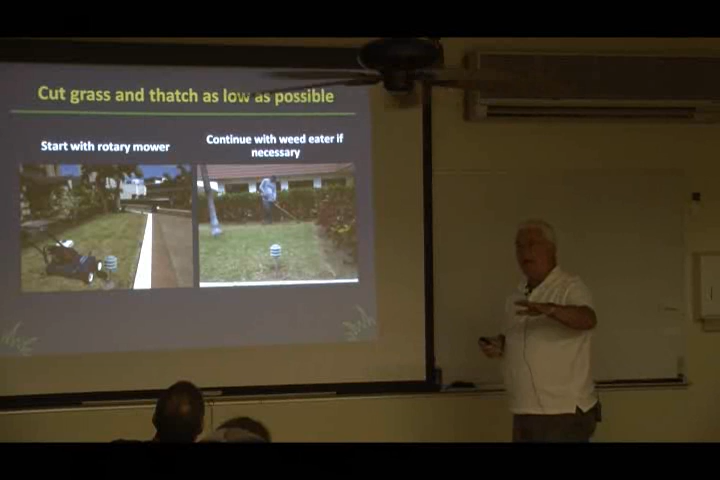 Cut grass and thatch as low as possible
Start with rotary mower
Continue with weed eater if
necessary